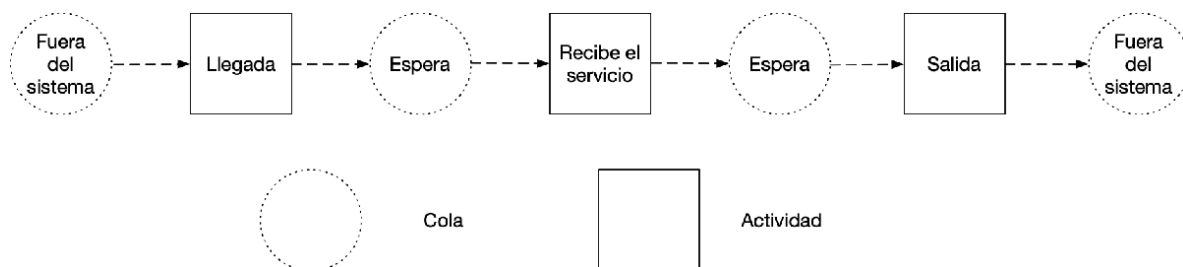 Fuera
del
sistema
Llegada
Espera
Recibe el
servicio
Espera
Salida
Fuera
del
sistema
Cola
Actividad